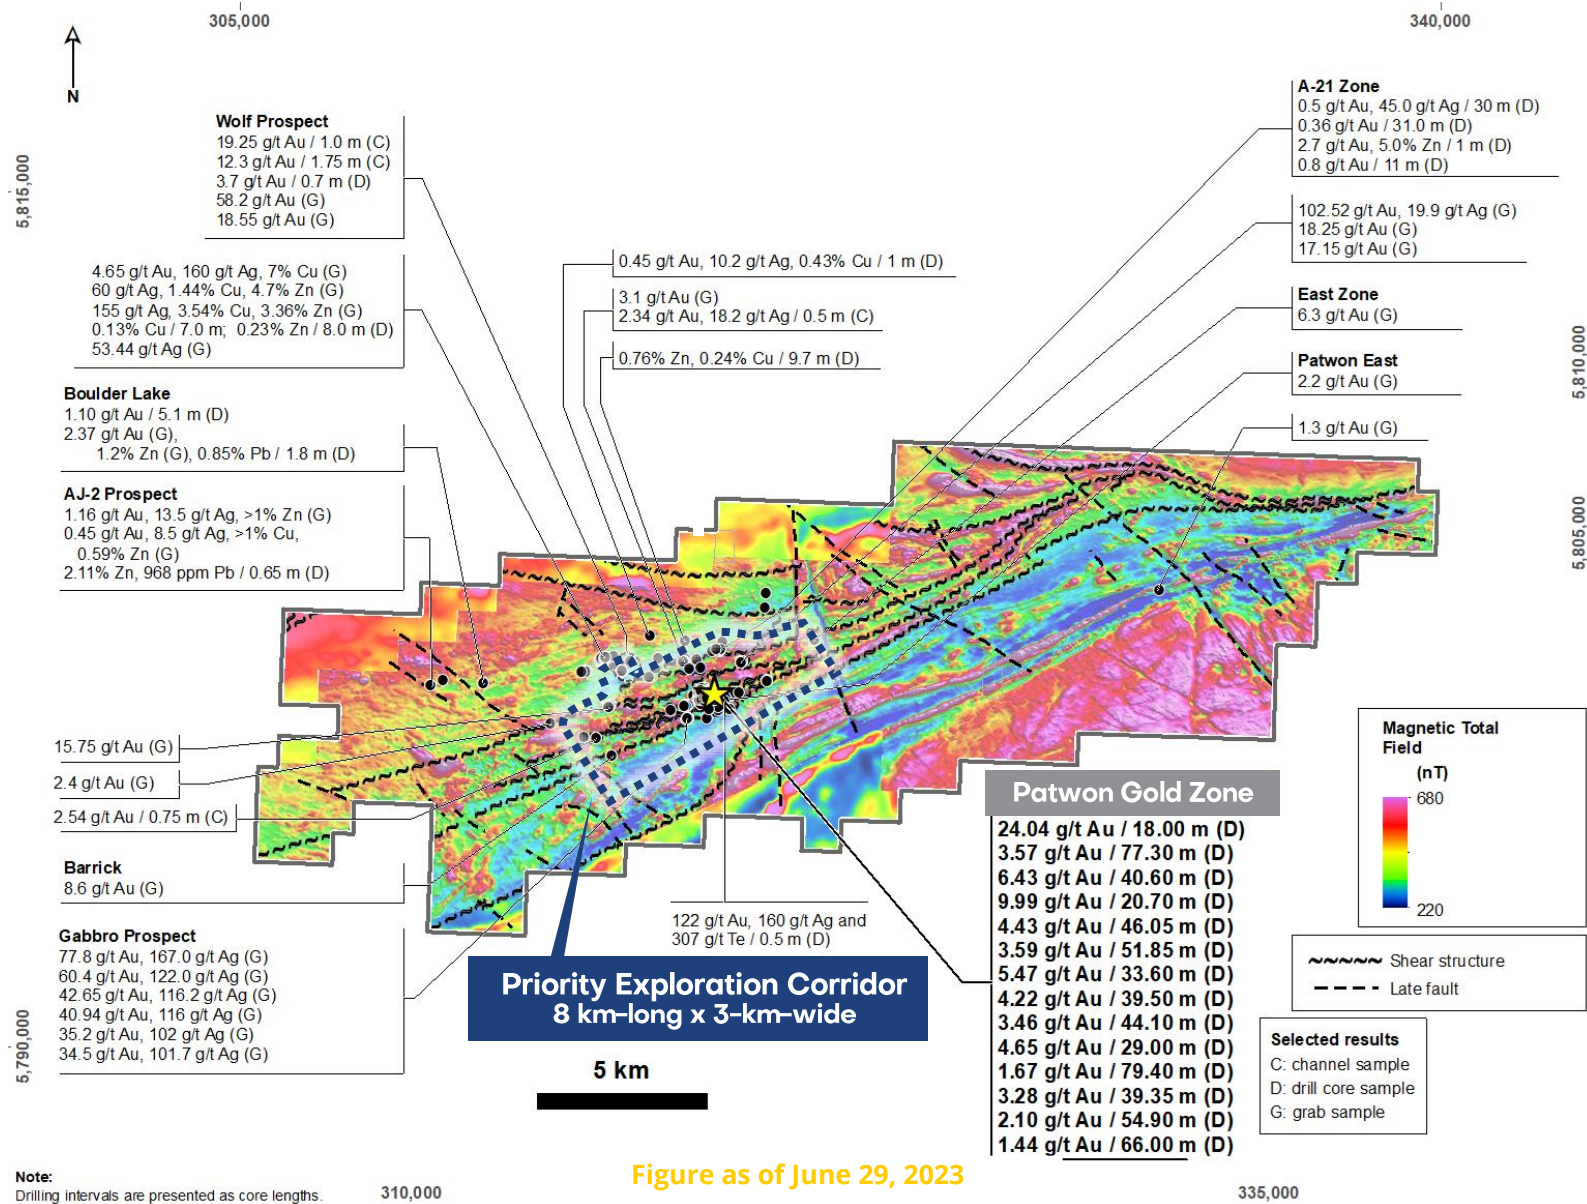 305,000
340,000
N
5,815,000
5,810,000
5,805,000
5,790,000
Wolf Prospect
19.25 g/t Au / 1.0 m (C)
12.3 g/t Au / 1.75 m (C)
3.7 g/t Au / 0.7 m (D)
58.2 g/t Au (G)
18.55 g/t Au (G)
4.65 g/t Au, 160 g/t Ag, 7% Cu (G)
60 g/t Ag, 1.44% Cu, 4.7% Zn (G)
155 g/t Ag, 3.54% Cu, 3.36% Zn (G)
0.13% Cu / 7.0 m; 0.23% Zn / 8.0 m (D)
53.44 g/t Ag (G)
Boulder Lake
1.10 g/t Au / 5.1 m (D)
2.37 g/t Au (G),
1.2% Zn (G), 0.85% Pb / 1.8 m (D)
AJ-2 Prospect
1.16 g/t Au, 13.5 g/t Ag, >1% Zn (G)
0.45 g/t Au, 8.5 g/t Ag, >1% Cu,
0.59% Zn (G)
2.11% Zn, 968 ppm Pb / 0.65 m (D)
0.45 g/t Au, 10.2 g/t Ag, 0.43% Cu / 1 m (D)
3.1 g/t Au (G)
2.34 g/t Au, 18.2 g/t Ag / 0.5 m (C)
0.76% Zn, 0.24% Cu / 9.7 m (D)
A-21 Zone
0.5 g/t Au, 45.0 g/t Ag / 30 m (D)
0.36 g/t Au / 31.0 m (D)
2.7 g/t Au, 5.0% Zn / 1 m (D)
0.8 g/t Au / 11 m (D)
102.52 g/t Au, 19.9 g/t Ag (G)
18.25 g/t Au (G)
17.15 g/t Au (G)
East Zone
6.3 g/t Au (G)
Patwon East
2.2 g/t Au (G)
1.3 g/t Au (G)
15.75 g/t Au (G)
2.4 g/t Au (G)
2.54 g/t Au / 0.75 m (C)
Barrick
8.6 g/t Au (G)
Gabbro Prospect
77.8 g/t Au, 167.0 g/t Ag (G)
60.4 g/t Au, 122.0 g/t Ag (G)
42.65 g/t Au, 116.2 g/t Ag (G)
40.94 g/t Au, 116 g/t Ag (G)
35.2 g/t Au, 102 g/t Ag (G)
34.5 g/t Au, 101.7 g/t Ag (G)
122 g/t Au, 160 g/t Ag and
307 g/t Te / 0.5 m (D)
Priority Exploration Corridor
8 km-long x 3-km-wide
5 km
Patwon Gold Zone
24.04 g/t Au / 18.00 m (D)
3.57 g/t Au / 77.30 m (D)
6.43 g/t Au / 40.60 m (D)
9.99 g/t Au / 20.70 m (D)
4.43 g/t Au / 46.05 m (D)
3.59 g/t Au / 51.85 m (D)
5.47 g/t Au / 33.60 m (D)
4.22 g/t Au / 39.50 m (D)
3.46 g/t Au / 44.10 m (D)
4.65 g/t Au / 29.00 m (D)
1.67 g/t Au / 79.40 m (D)
3.28 g/t Au / 39.35 m (D)
2.10 g/t Au / 54.90 m (D)
1.44 g/t Au / 66.00 m (D)
Magnetic Total
Field
(nT)
680
220
Shear structure
Late fault
Selected results
C: channel sample
D: drill core sample
G: grab sample
Figure as of June 29, 2023
Note:
Drilling intervals are presented as core lengths.
310,000
335,000